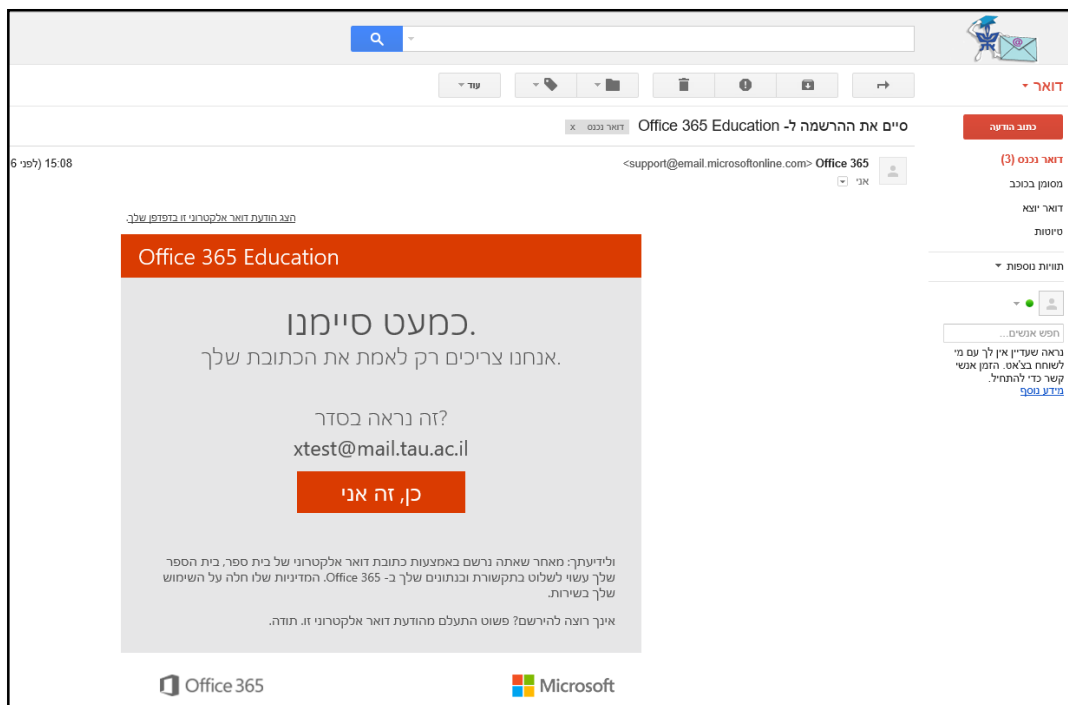 דואר
עוד
כתוב הודעה
דואר נכנס (3)
מסומן בכוכב
דואר יוצא
טיוטות
תוויות נוספות
חפש אנשים...
נראה שעדיין אין לך עם מי
לשוחח בצ'אט. הזמן אנשי
קשר כדי להתחיל.
מידע נוסף
סיים את ההרשמה ל- Office 365 Education דואר נכנס x
Office 365 <support@email.microsoftonline.com> 15:08 (לפני 6
אני
הצג הודעת דואר אלקטרוני זו בדפדפן שלך.
Office 365 Education
כמעט סיימנו.
אנחנו צריכים רק לאמת את הכתובת שלך.
זה נראה בסדר?
xtest@mail.tau.ac.il
כן, זה אני
ולידיעתך: מאחר שאתה נרשם באמצעות כתובת דואר אלקטרוני של בית ספר, בית הספר
שלך עשוי לשלוט בתקשורת ובנתונים שלך ב- Office 365. המדיניות שלו חלה על השימוש
שלך בשירות.
אינך רוצה להירשם? פשוט התעלם מהודעת דואר אלקטרוני זו. תודה.
Office 365
Microsoft